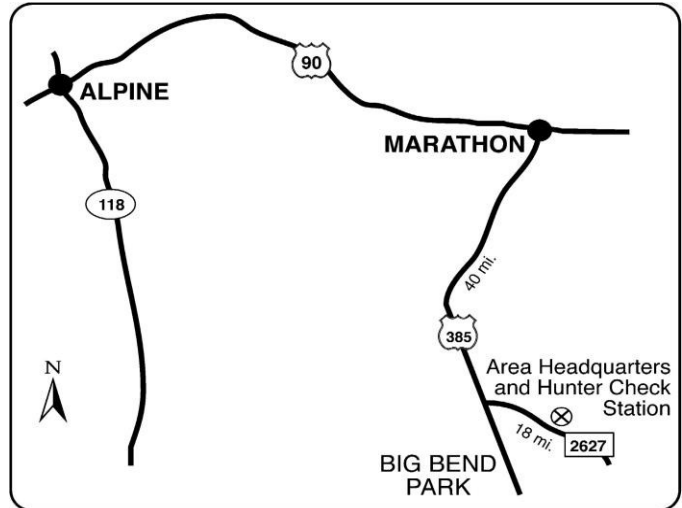 90
ALPINE
MARATHON
118
40 mi.
385
N
Area Headquarters
and Hunter Check
Station
18 mi.
2627
BIG BEND
PARK